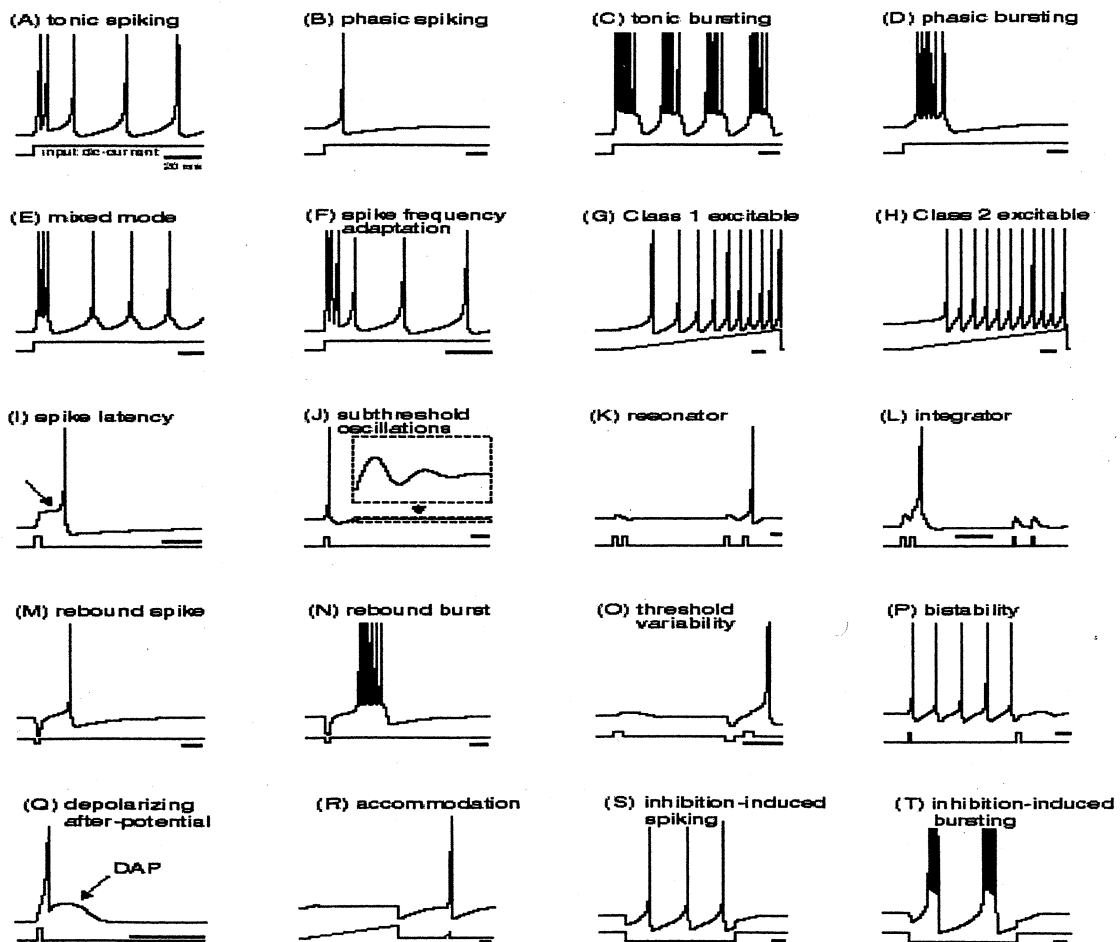 (A) tonic spiking
(B) phasic spiking
(C) tonic bursting
(D) phasic bursting
input dc-current
20 ms
(E) mixed mode
(F) spike frequency
adaptation
(G) Class 1 excitable
(H) Class 2 excitable
(I) spike latency
(J) subthreshold
oscillations
(K) resonator
(L) integrator
(M) rebound spike
(N) rebound burst
(O) threshold
variability
(P) bistability
(Q) depolarizing
after-potential
DAP
(R) accommodation
(S) inhibition-induced
spiking
(T) inhibition-induced
bursting